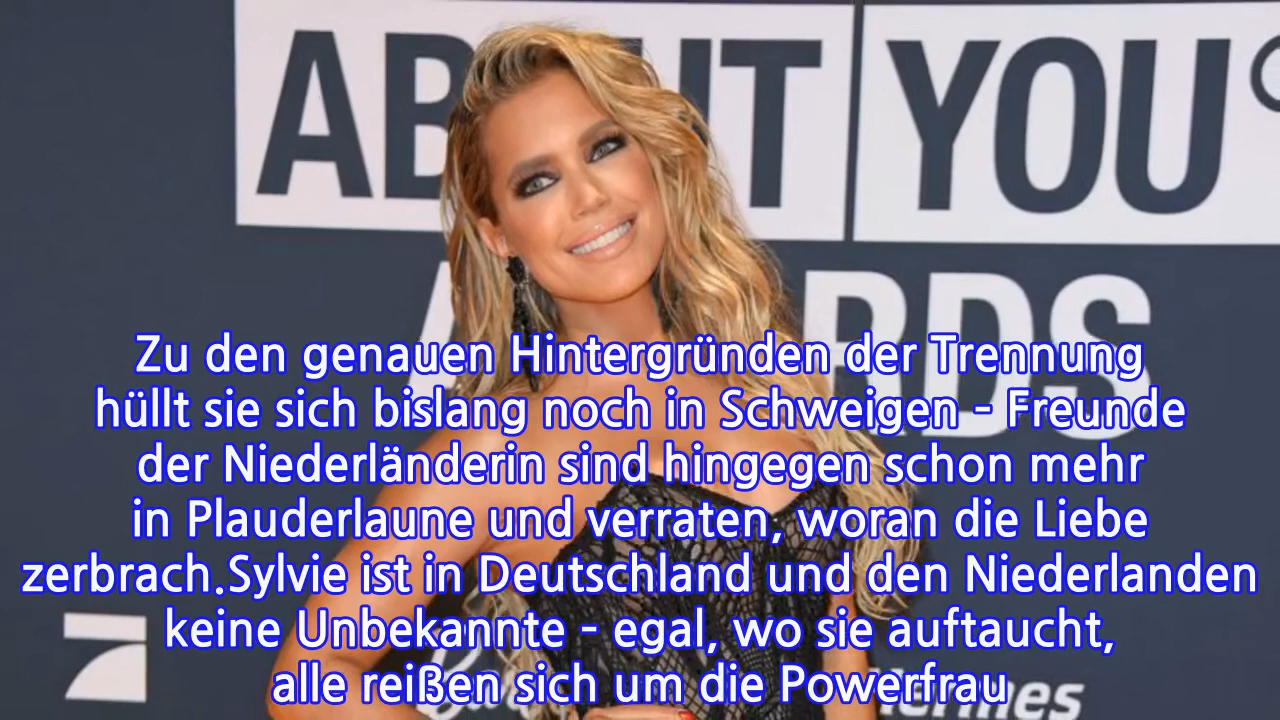 ABOUT YOU
AWARDS
Zu den genauen Hintergründen der Trennung
hüllt sie sich bislang noch in Schweigen - Freunde
der Niederländerin sind hingegen schon mehr
in Plauderlaune und verraten, woran die Liebe
zerbrach.Sylvie ist in Deutschland und den Niederlanden
keine Unbekannte - egal, wo sie auftaucht,
alle reißen sich um die Powerfrau
Hermes